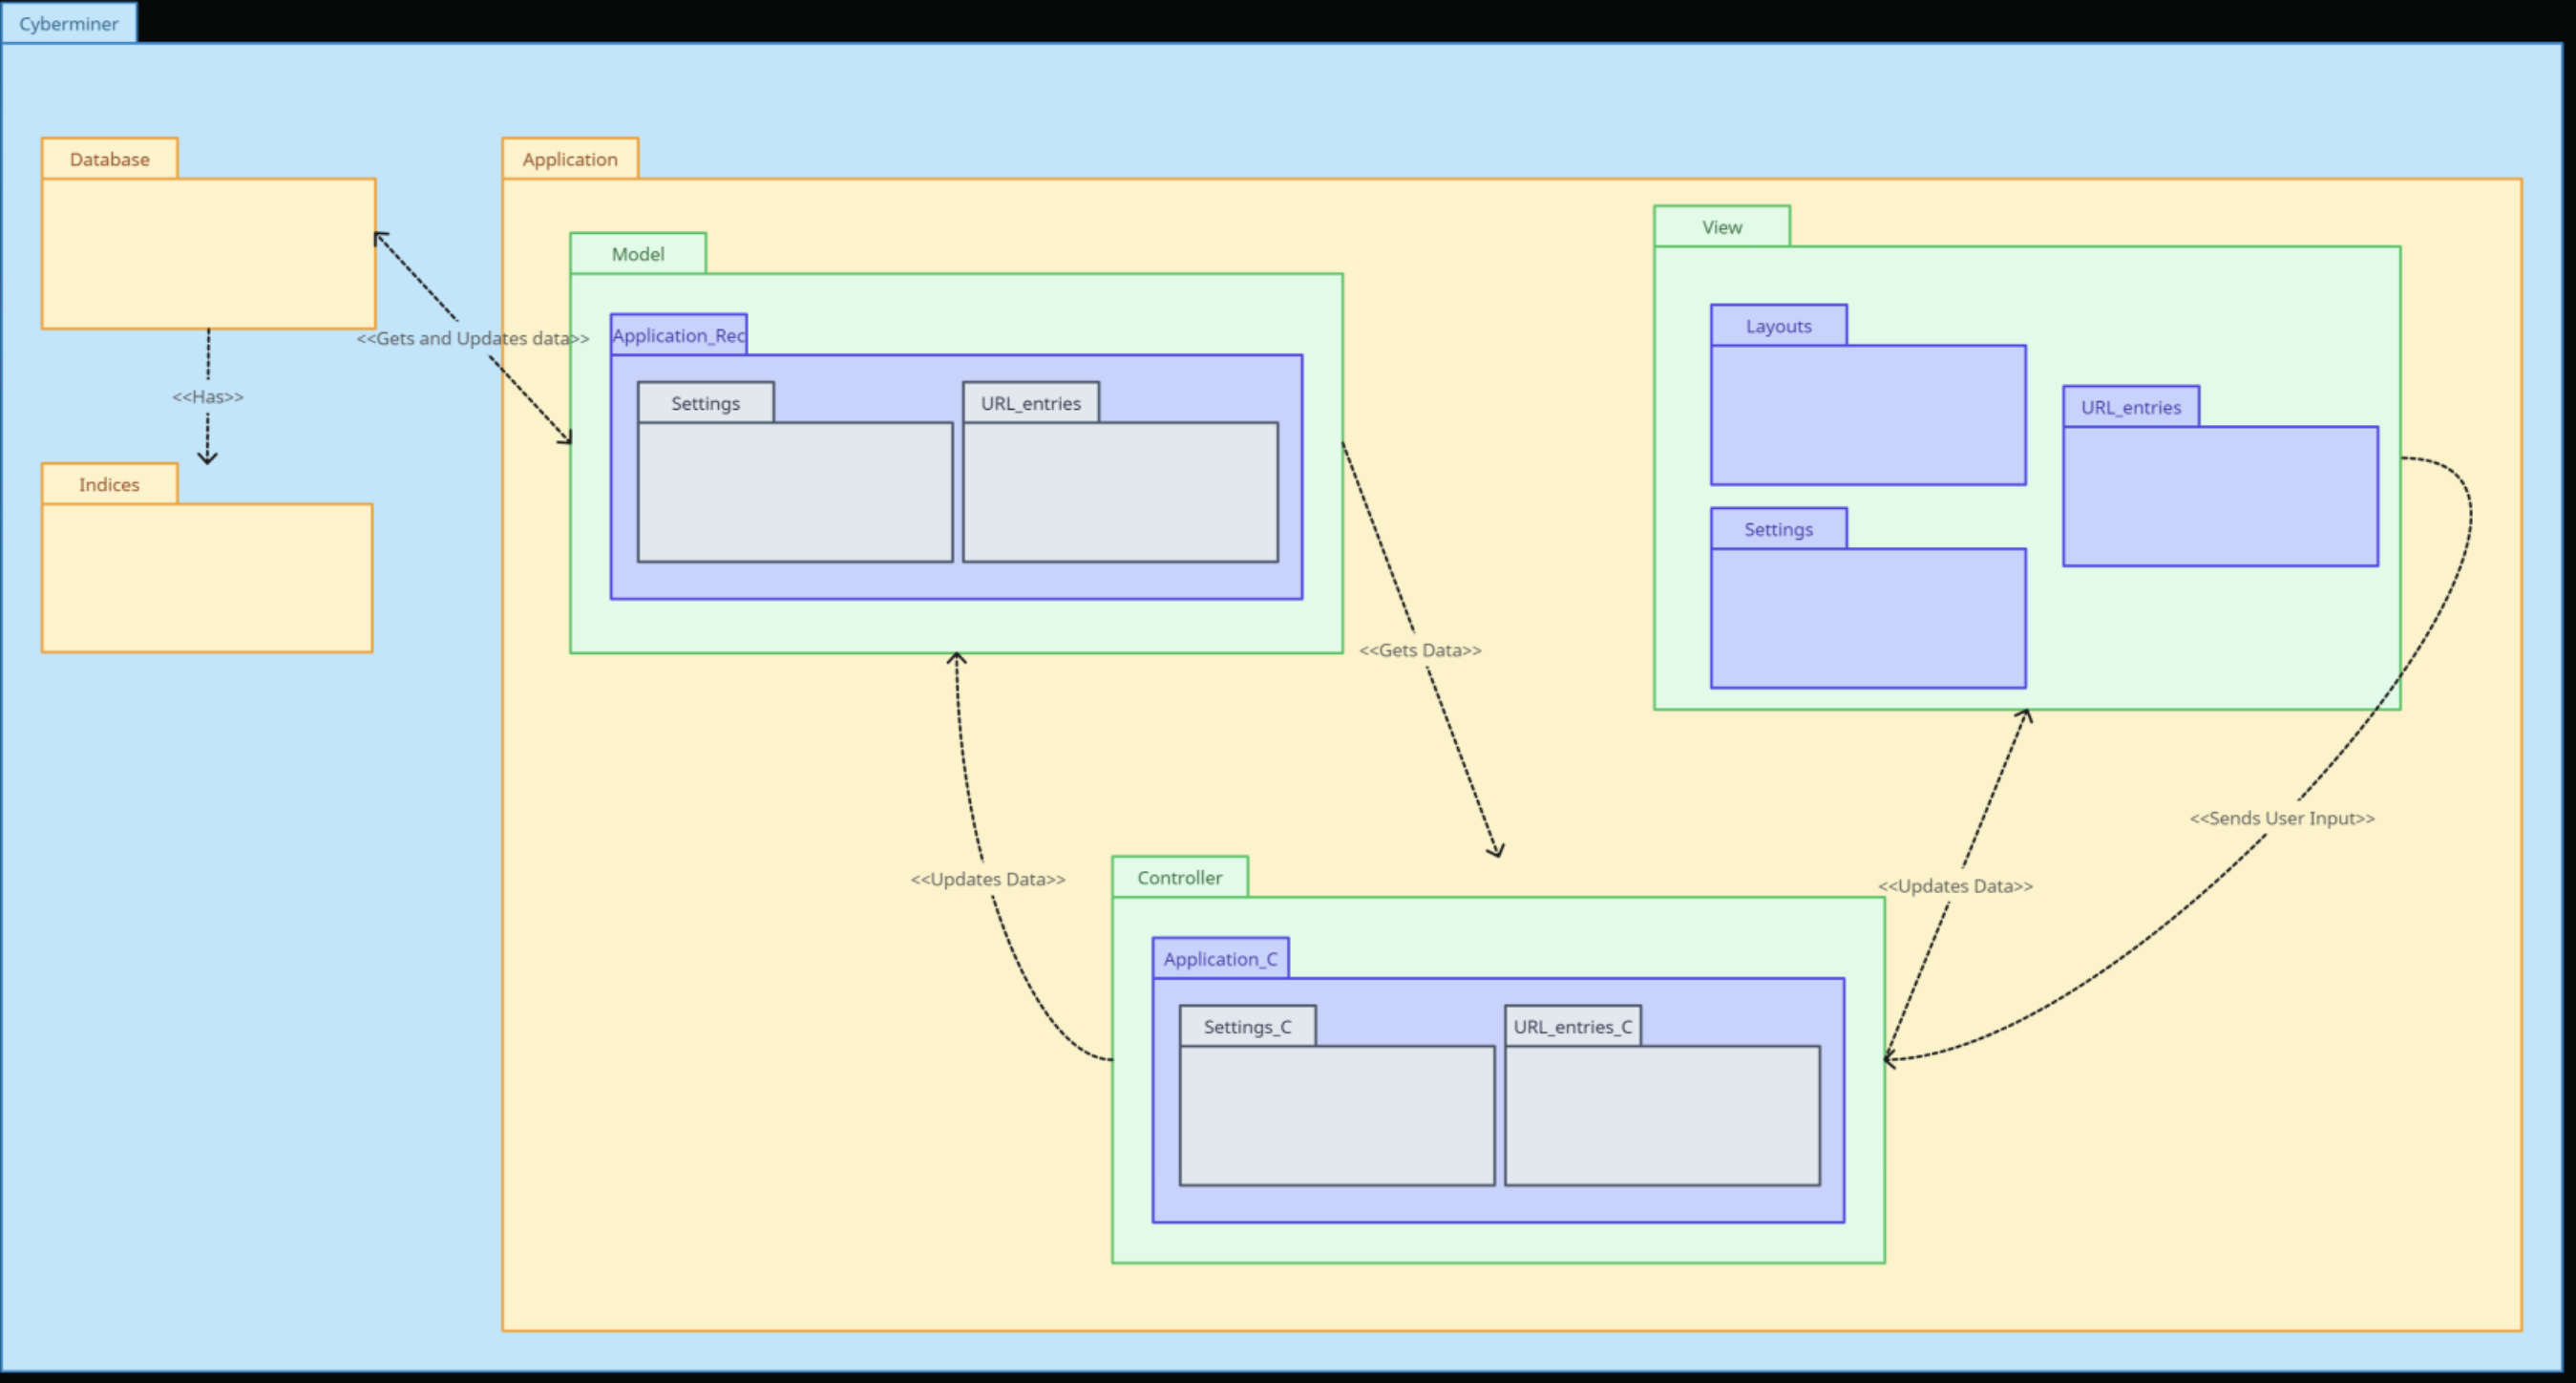 Cyberminer
Database
Application
View
Model
Layouts
Application_Rec
<<Gets and Updates data>>
<<Has>>
Settings
URL_entries
URL_entries
Indices
Settings
<<Gets Data>>
<<Sends User Input>>
<<Updates Data>>
<<Updates Data>>
Controller
Application_C
Settings_C
URL_entries_C